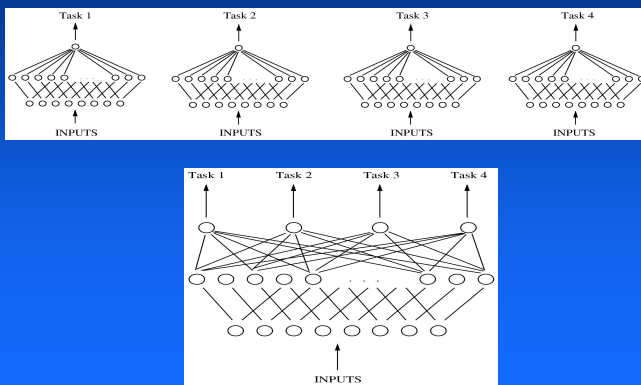 Task 1 Task 2 Task 3 Task 4
. . . . . . . . . . . .
INPUTS INPUTS INPUTS INPUTS
Task 1 Task 2 Task 3 Task 4
. . .
INPUTS